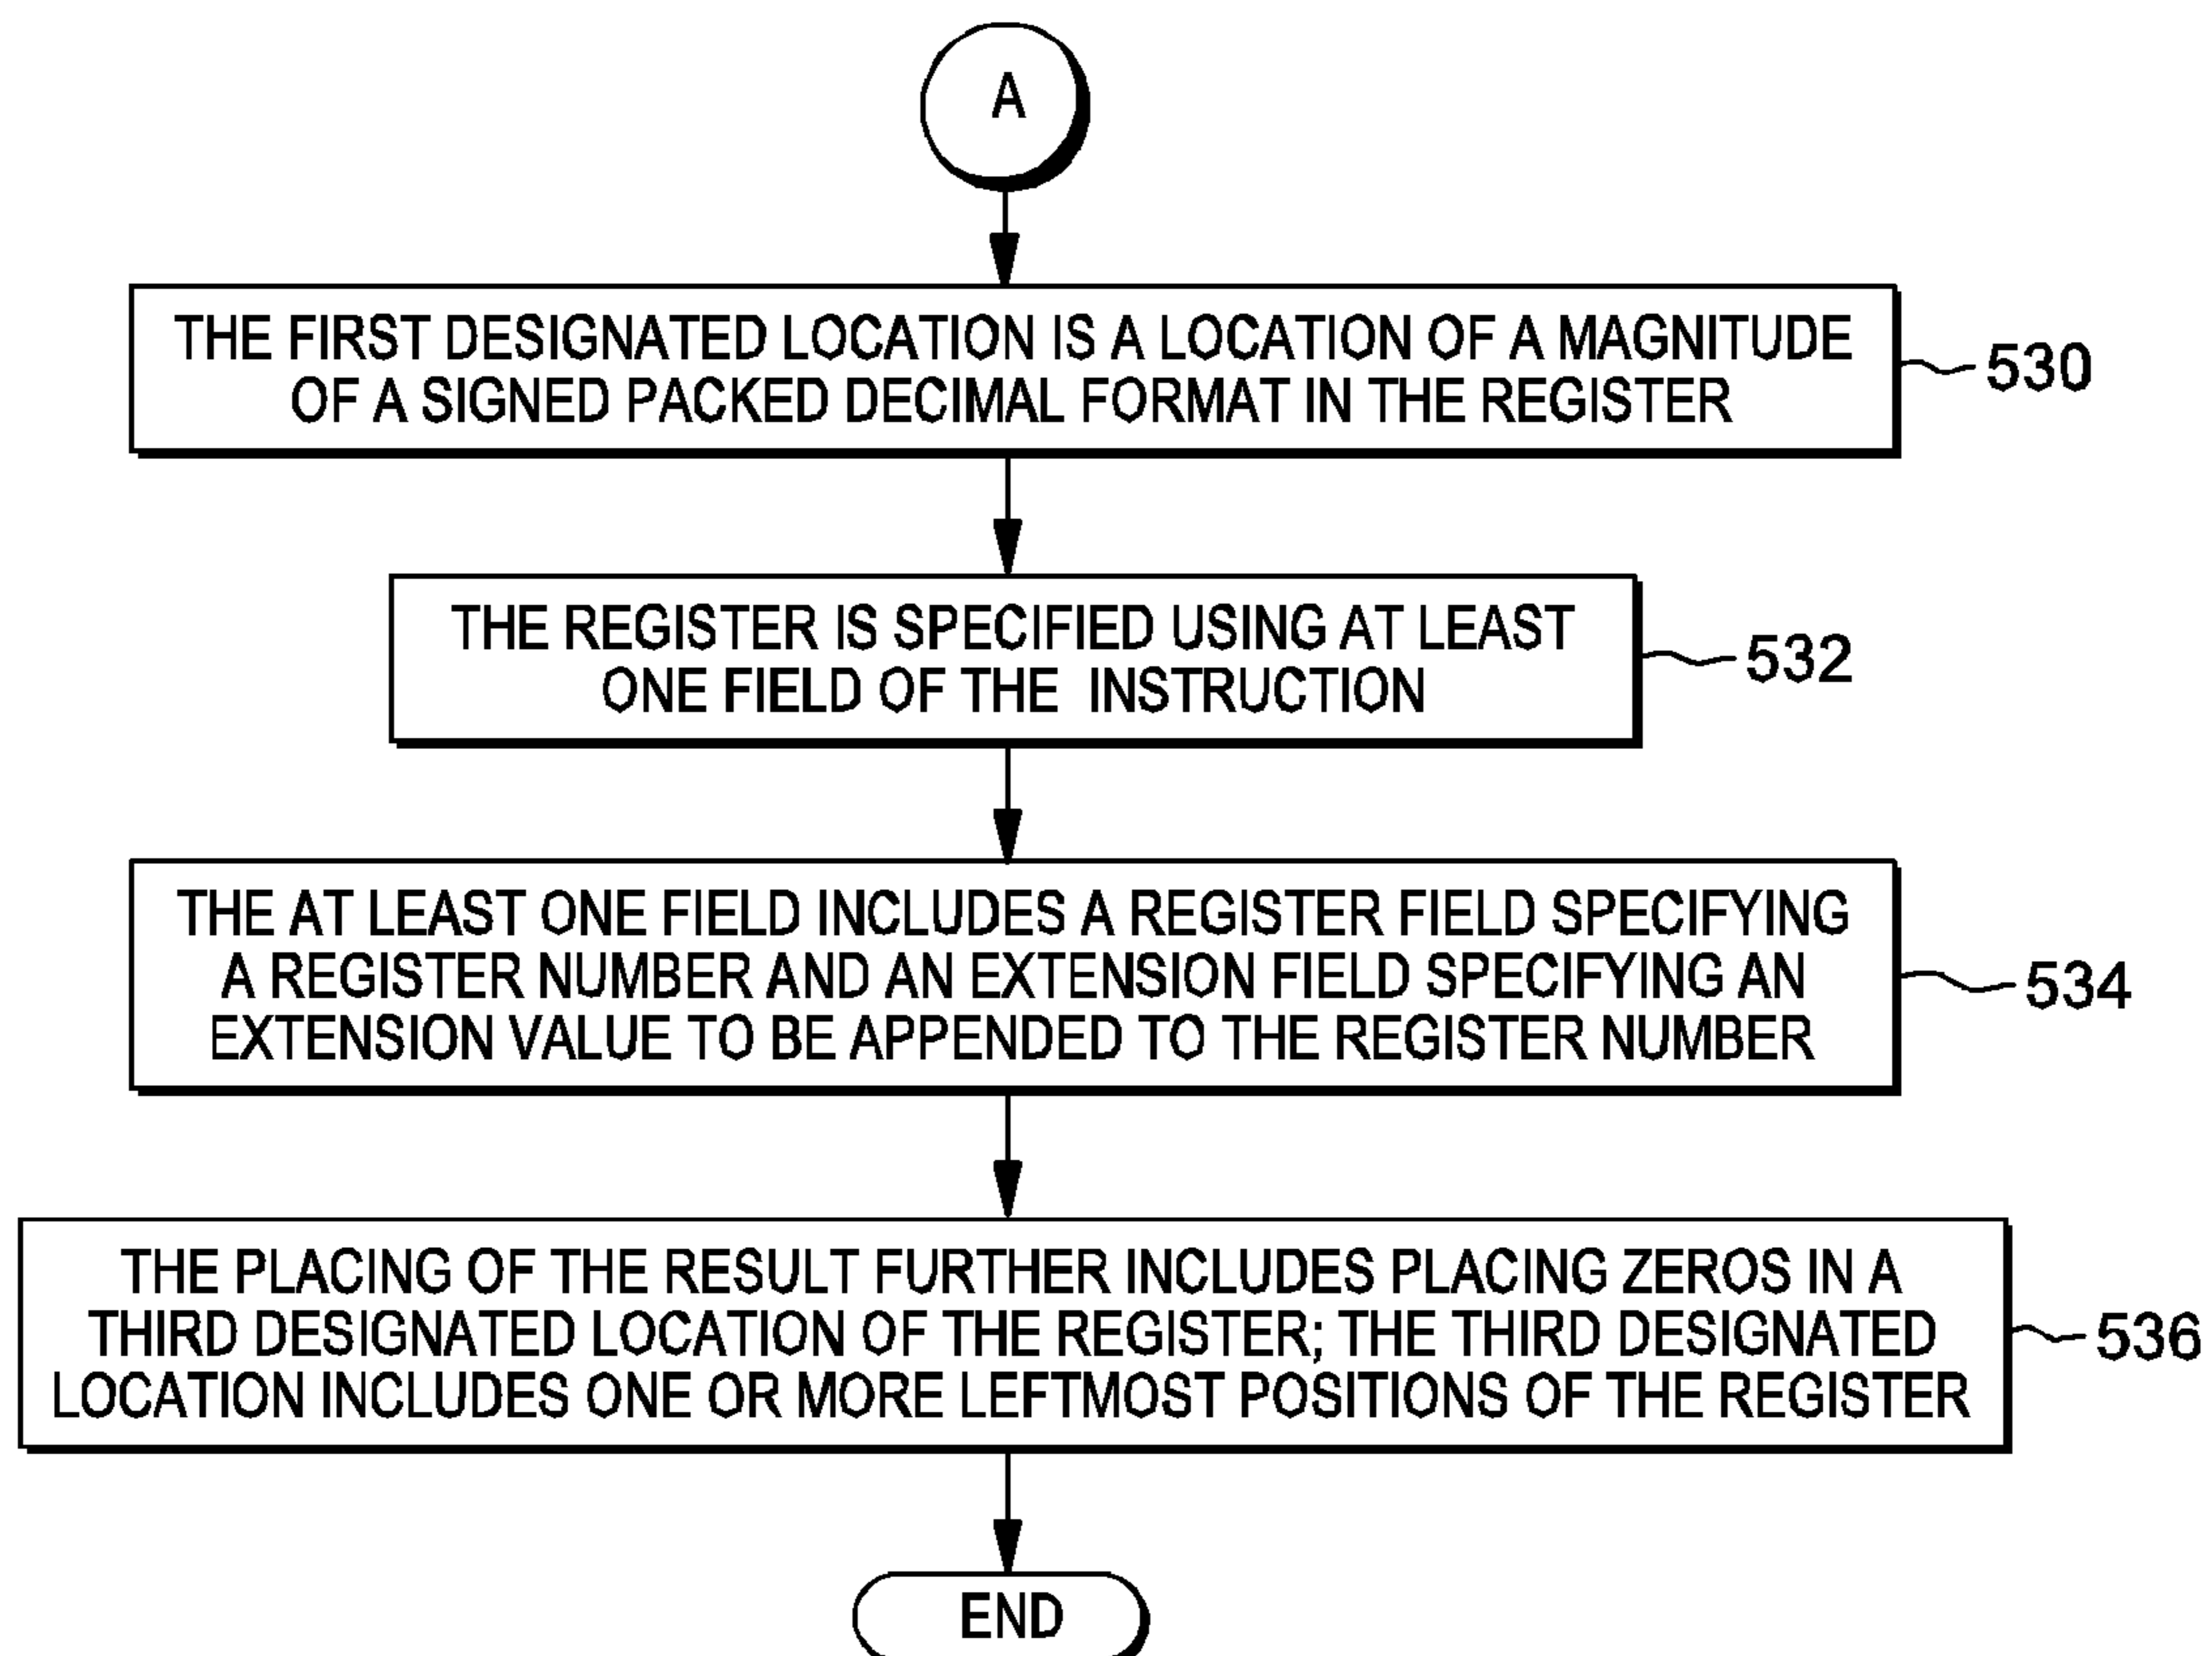 A
THE FIRST DESIGNATED LOCATION IS A LOCATION OF A MAGNITUDE
OF A SIGNED PACKED DECIMAL FORMAT IN THE REGISTER
530
THE REGISTER IS SPECIFIED USING AT LEAST
ONE FIELD OF THE INSTRUCTION
532
THE AT LEAST ONE FIELD INCLUDES A REGISTER FIELD SPECIFYING
A REGISTER NUMBER AND AN EXTENSION FIELD SPECIFYING AN
EXTENSION VALUE TO BE APPENDED TO THE REGISTER NUMBER
534
THE PLACING OF THE RESULT FURTHER INCLUDES PLACING ZEROS IN A
THIRD DESIGNATED LOCATION OF THE REGISTER; THE THIRD DESIGNATED
LOCATION INCLUDES ONE OR MORE LEFTMOST POSITIONS OF THE REGISTER
536
END